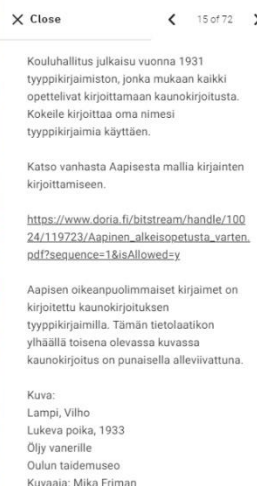 Close
15 of 72
Kouluhallitus julkaisu vuonna 1931
tyyppikirjaimiston, jonka mukaan kaikki
opettelivat kirjoittamaan kaunokirjoitusta.
Kokeile kirjoittaa oma nimesi
tyyppikirjaimia käyttäen.
Katso vanhasta Aapisesta mallia kirjainten
kirjoittamiseen.
https://www.doria.fi/bitstream/handle/100
24/119723/Aapinen_alkeisopetusta_varten.
pdf?sequence=1&isAllowed=y
Aapisen oikeanpuolimmaiset kirjaimet on
kirjoitettu kaunokirjoituksen
tyyppikirjaimilla. Tämän tietolaatikon
ylhäällä toisena olevassa kuvassa
kaunokirjoitus on punaisella alleviivattuna.
Kuva:
Lampi, Vilho
Lukeva poika, 1933
Öljy vanerille
Oulun taidemuseo
Kuvaaja: Mika Friman